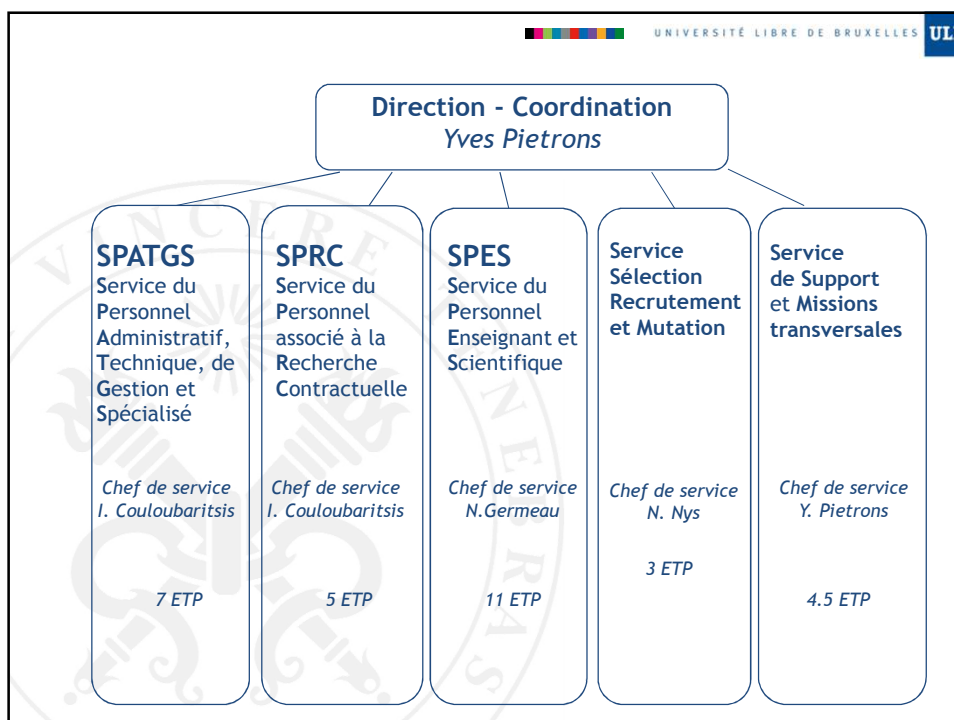 UNIVERSITÉ LIBRE DE BRUXELLES
Direction - Coordination
Yves Pietrons
SPATGS
Service du
Personnel
Administratif,
Technique, de
Gestion et
Spécialisé
Chef de service
I. Couloubaritsis
7 ETP
SPRC
Service du
Personnel
associé à la
Recherche
Contractuelle
Chef de service
I. Couloubaritsis
5 ETP
SPES
Service du
Personnel
Enseignant et
Scientifique
Chef de service
N.Germeau
11 ETP
Service
Sélection
Recrutement
et Mutation
Chef de service
N. Nys
3 ETP
Service
de Support
et Missions
transversales
Chef de service
Y. Pietrons
4.5 ETP
VINCERE
TENEBRAS